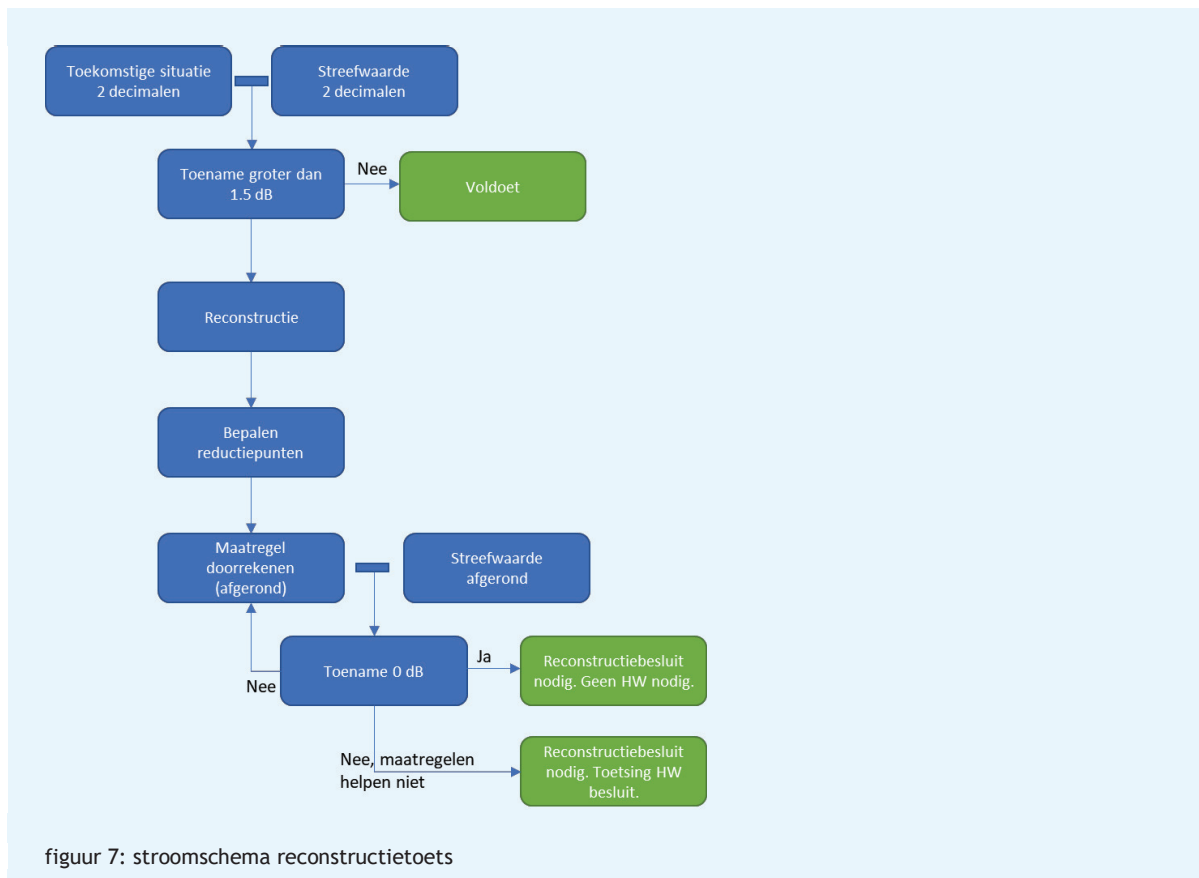 Toekomstige situatie
2 decimalen
Streefwaarde
2 decimalen
Toename groter dan
1.5 dB
Nee
Voldoet
Reconstructie
Bepalen
reductiepunten
Maatregel
doorrekenen
(afgerond)
Streefwaarde
afgerond
Toename 0 dB
Ja
Nee
Reconstructiebesluit
nodig. Geen HW nodig.
Nee, maatregelen
helpen niet
Reconstructiebesluit
nodig. Toetsing HW
besluit.
figuur 7: stroomschema reconstructietoets